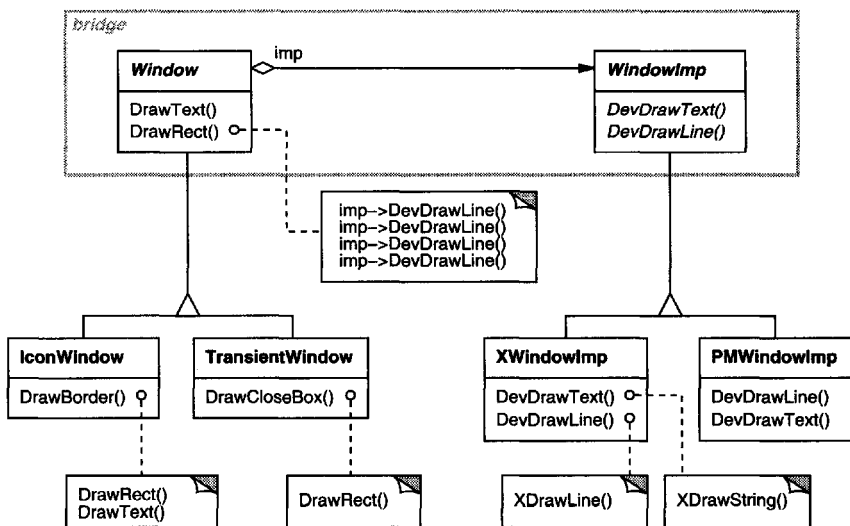 bridge
imp
Window
WindowImp
DrawText()
DrawRect()
DevDrawText()
DevDrawLine()
imp->DevDrawLine()
imp->DevDrawLine()
imp->DevDrawLine()
imp->DevDrawLine()
IconWindow
TransientWindow
XWindowImp
PMWindowImp
DrawBorder()
DrawCloseBox()
DevDrawText()
DevDrawLine()
DevDrawLine()
DevDrawText()
DrawRect()
DrawText()
DrawRect()
XDrawLine()
XDrawString()